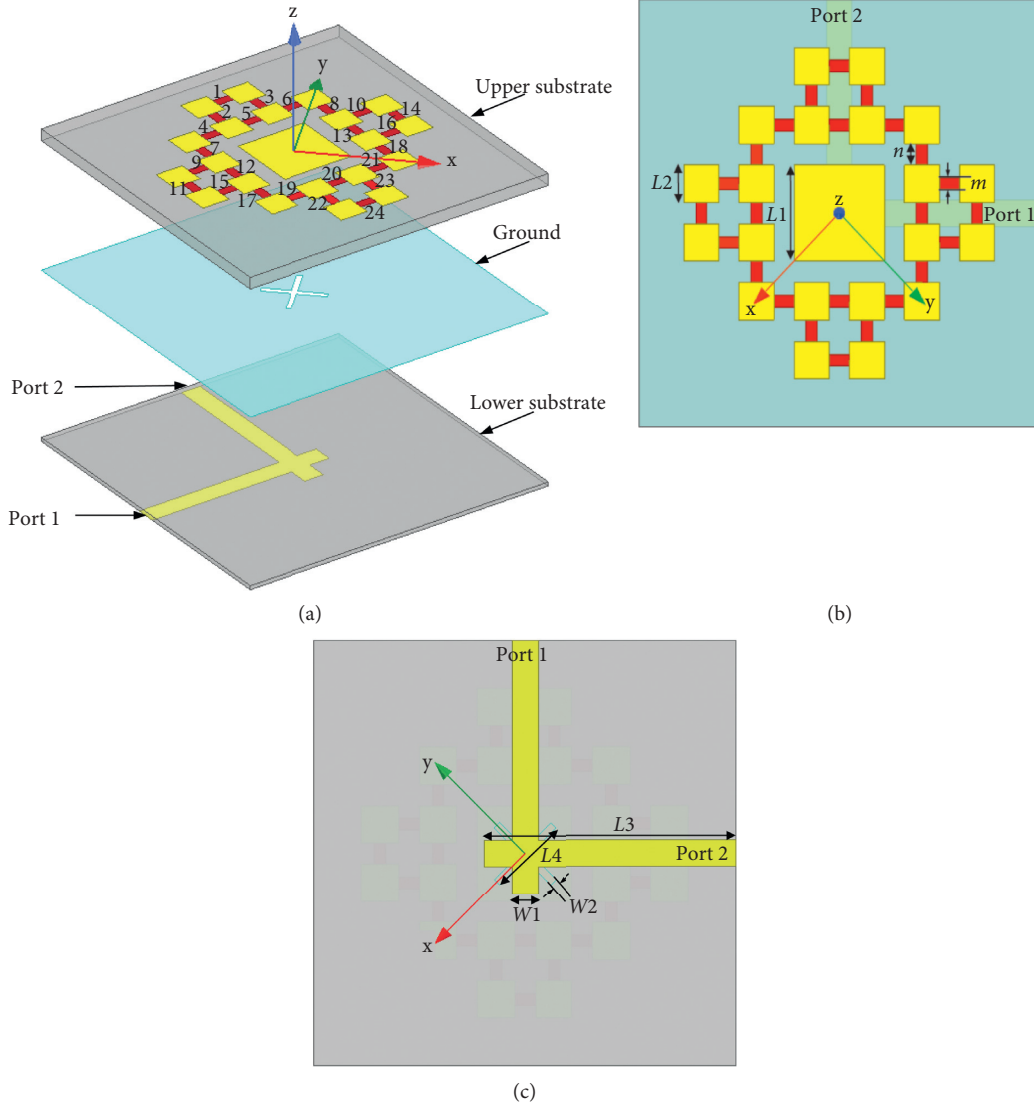 z
y
x
1
2
3
4
5
6
7
8
9
10
11
12
13
14
15
16
17
18
19
20
21
22
23
24
Upper substrate
Ground
Port 2
Lower substrate
Port 1
(a)
Port 2
n
L2
m
L1
z
Port 1
x
y
(b)
Port 1
y
L3
L4
Port 2
W1
W2
x
(c)